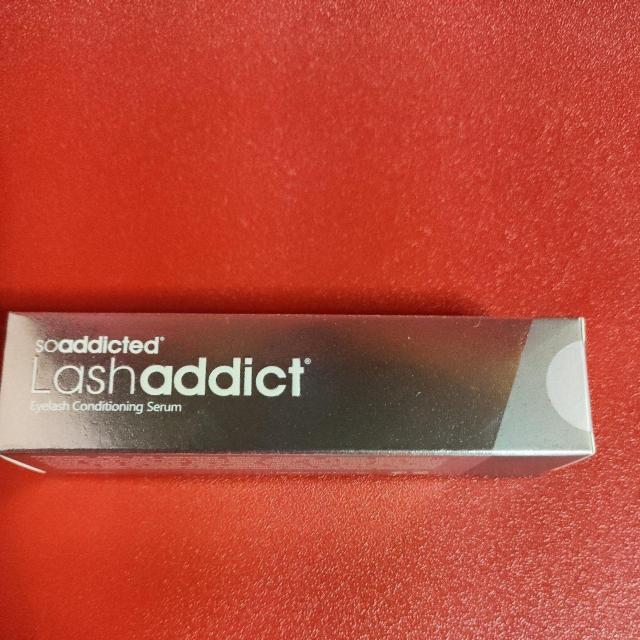 soaddicted®
Lashaddict®
Eyelash Conditioning Serum